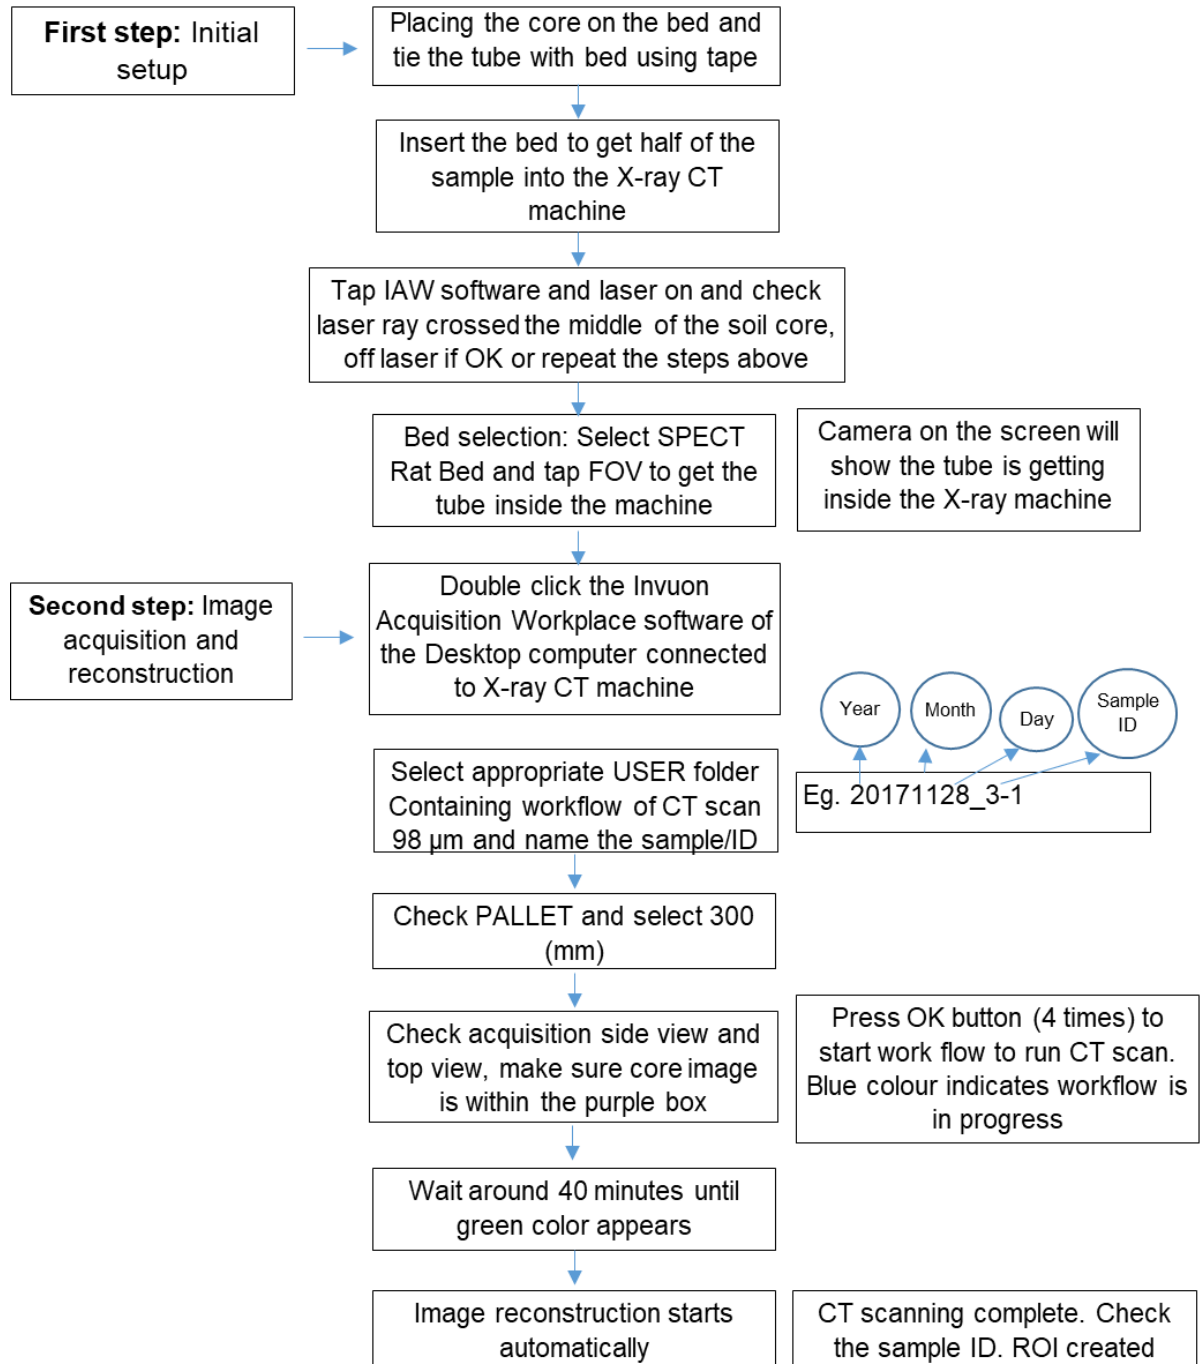 First step: Initial
setup
Placing the core on the bed and
tie the tube with bed using tape
Insert the bed to get half of the
sample into the X-ray CT
machine
Tap IAW software and laser on and check
laser ray crossed the middle of the soil core,
off laser if OK or repeat the steps above
Bed selection: Select SPECT
Rat Bed and tap FOV to get the
tube inside the machine
Camera on the screen will
show the tube is getting
inside the X-ray machine
Second step: Image
acquisition and
reconstruction
Double click the Invuon
Acquisition Workplace software of
the Desktop computer connected
to X-ray CT machine
Year
Month
Day
Sample
ID
Select appropriate USER folder
Containing workflow of CT scan
98 µm and name the sample/ID
Eg. 20171128_3-1
Check PALLET and select 300
(mm)
Check acquisition side view and
top view, make sure core image
is within the purple box
Press OK button (4 times) to
start work flow to run CT scan.
Blue colour indicates workflow is
in progress
Wait around 40 minutes until
green color appears
Image reconstruction starts
automatically
CT scanning complete. Check
the sample ID. ROI created